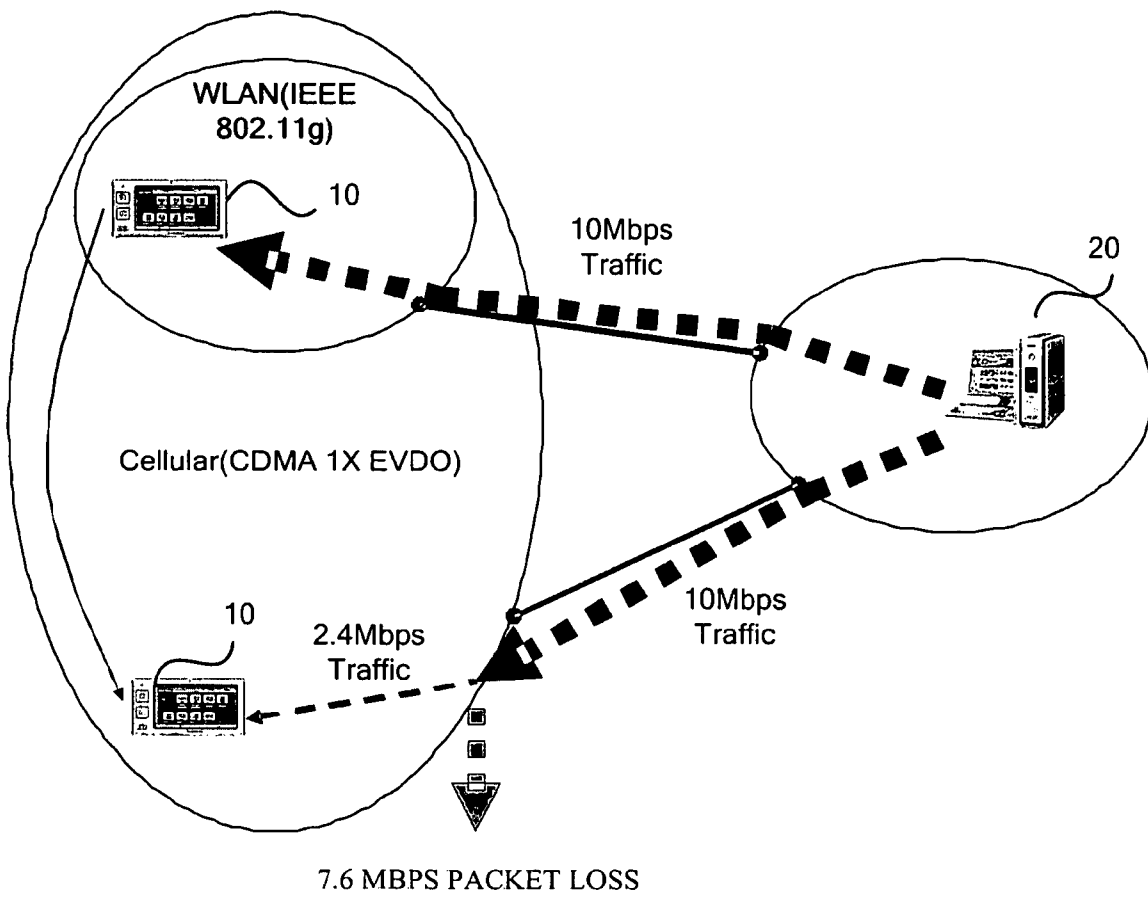 WLAN(IEEE
802.11g)
10
10Mbps
Traffic
20
Cellular(CDMA 1X EVDO)
10
2.4Mbps
Traffic
10Mbps
Traffic
7.6 MBPS PACKET LOSS